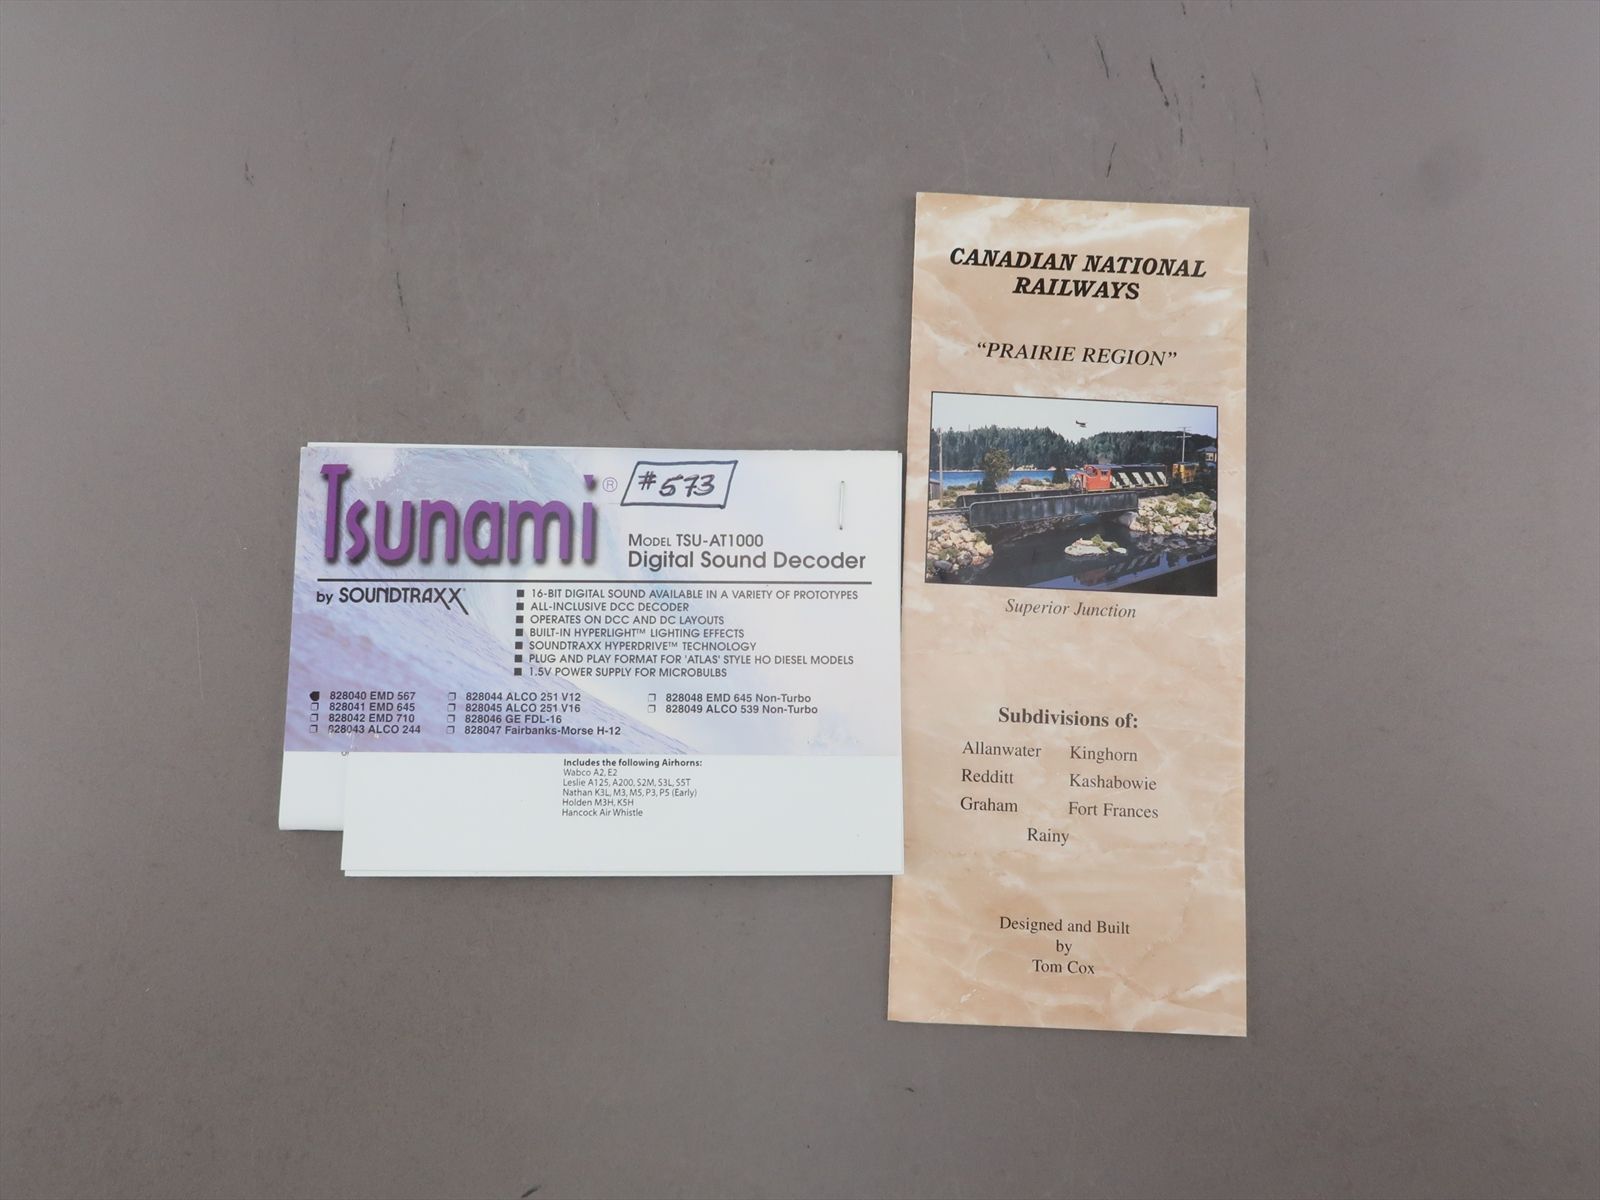 Tsunami®
#573
Model TSU-AT1000
Digital Sound Decoder
by SOUNDTRAXX
■ 16-BIT DIGITAL SOUND AVAILABLE IN A VARIETY OF PROTOTYPES
■ ALL-INCLUSIVE DCC DECODER
■ OPERATES ON DCC AND DC LAYOUTS
■ BUILT-IN HYPERLIGHT™ LIGHTING EFFECTS
■ SOUNDTRAXX HYPERDRIVE™ TECHNOLOGY
■ PLUG AND PLAY FORMAT FOR 'ATLAS' STYLE HO DIESEL MODELS
■ 1.5V POWER SUPPLY FOR MICROBULBS
828040 EMD 567
828041 EMD 645
828042 EMD 710
828043 ALCO 244
828044 ALCO 251 V12
828045 ALCO 251 V16
828046 GE FDL-16
828047 Fairbanks-Morse H-12
828048 EMD 645 Non-Turbo
828049 ALCO 539 Non-Turbo
Includes the following Airhorns:
Wabco A2, E2
Leslie A125, A200, S2M, S3L, S5T
Nathan K3L, M3, M5, P3, P5 (Early)
Holden M3H, K5H
Hancock Air Whistle
CANADIAN NATIONAL
RAILWAYS
“PRAIRIE REGION”
Superior Junction
Subdivisions of:
Allanwater Kinghorn
Redditt Kashabowie
Graham Fort Frances
Rainy
Designed and Built
by
Tom Cox